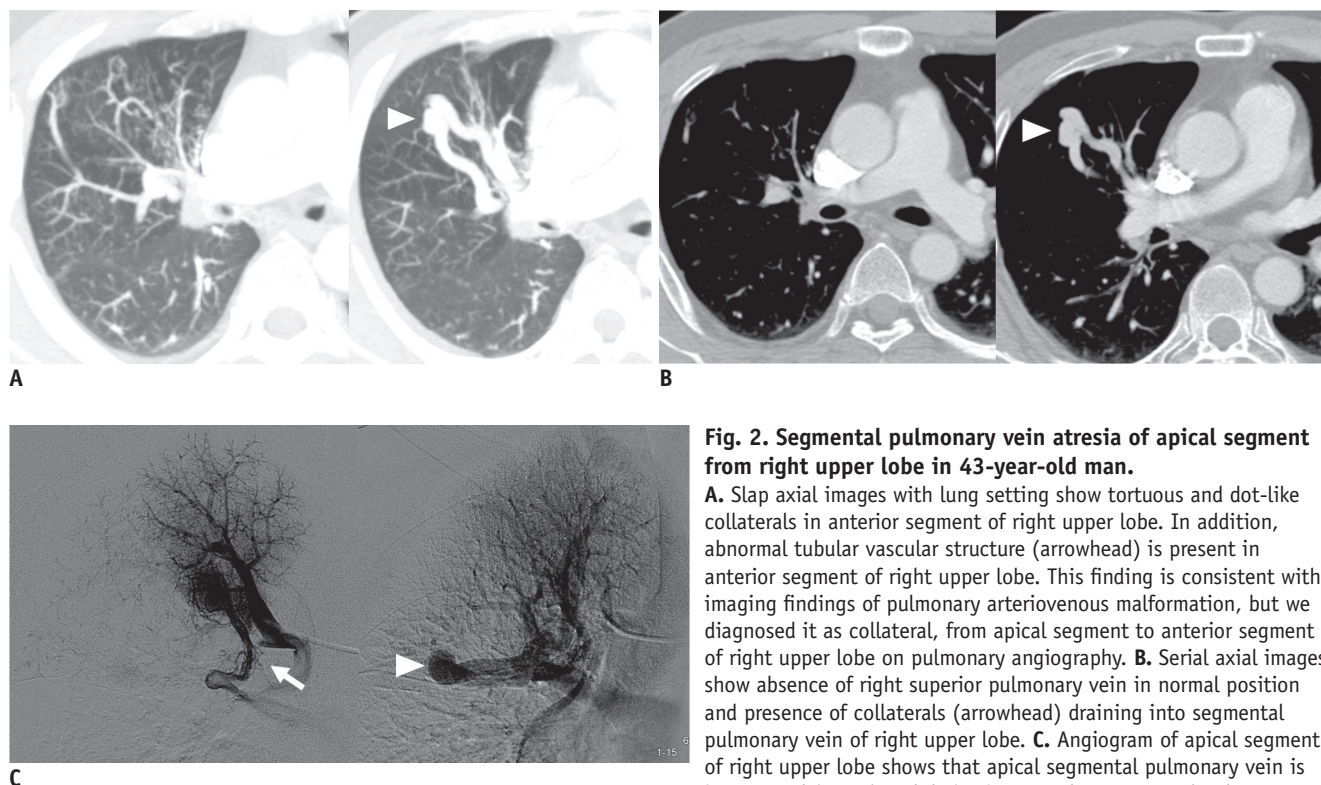 A
B
1-15
6
C
Fig. 2. Segmental pulmonary vein atresia of apical segment
from right upper lobe in 43-year-old man.
A. Slap axial images with lung setting show tortuous and dot-like
collaterals in anterior segment of right upper lobe. In addition,
abnormal tubular vascular structure (arrowhead) is present in
anterior segment of right upper lobe. This finding is consistent with
imaging findings of pulmonary arteriovenous malformation, but we
diagnosed it as collateral, from apical segment to anterior segment
of right upper lobe on pulmonary angiography. B. Serial axial images
show absence of right superior pulmonary vein in normal position
and presence of collaterals (arrowhead) draining into segmental
pulmonary vein of right upper lobe. C. Angiogram of apical segment
of right upper lobe shows that apical segmental pulmonary vein is